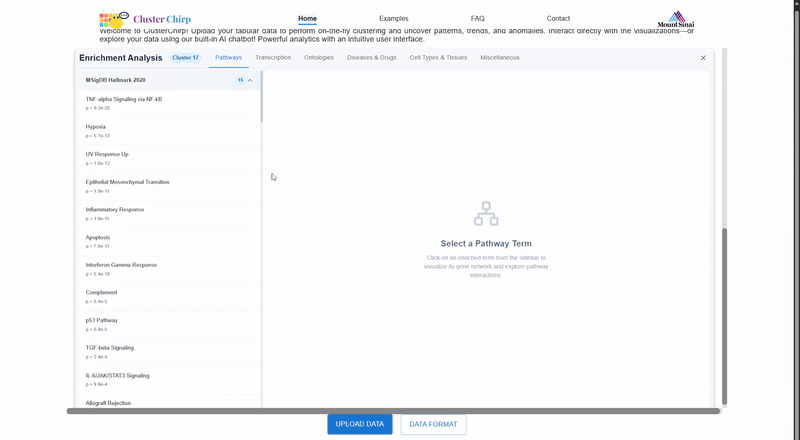 Cluster Chirp
Home
Examples
FAQ
Contact
Mount Sinai
Welcome to ClusterChirp! Upload your tabular data to perform on-the-fly clustering and uncover patterns, trends, and anomalies. Interact directly with the visualizations—or
explore your data using our built-in AI chatbot! Powerful analytics with an intuitive user interface.
Enrichment Analysis
Cluster 17
Pathways
Transcription
Ontologies
Diseases & Drugs
Cell Types & Tissues
Miscellaneous
MSigDB Hallmark 2020
15
TNF-alpha Signaling via NF-kB
p = 9.2e-35
Hypoxia
p = 5.7e-13
UV Response Up
p = 1.0e-12
Epithelial Mesenchymal Transition
p = 1.9e-11
Inflammatory Response
p = 1.9e-11
Apoptosis
p = 7.0e-11
Interferon Gamma Response
p = 5.4e-10
Complement
p = 8.4e-5
p53 Pathway
p = 8.4e-5
TGF-beta Signaling
p = 2.4e-4
IL-6/JAK/STAT3 Signaling
p = 9.9e-4
Allograft Rejection
Select a Pathway Term
Click on an enriched term from the sidebar to
visualize its gene network and explore pathway
interactions.
UPLOAD DATA
DATA FORMAT